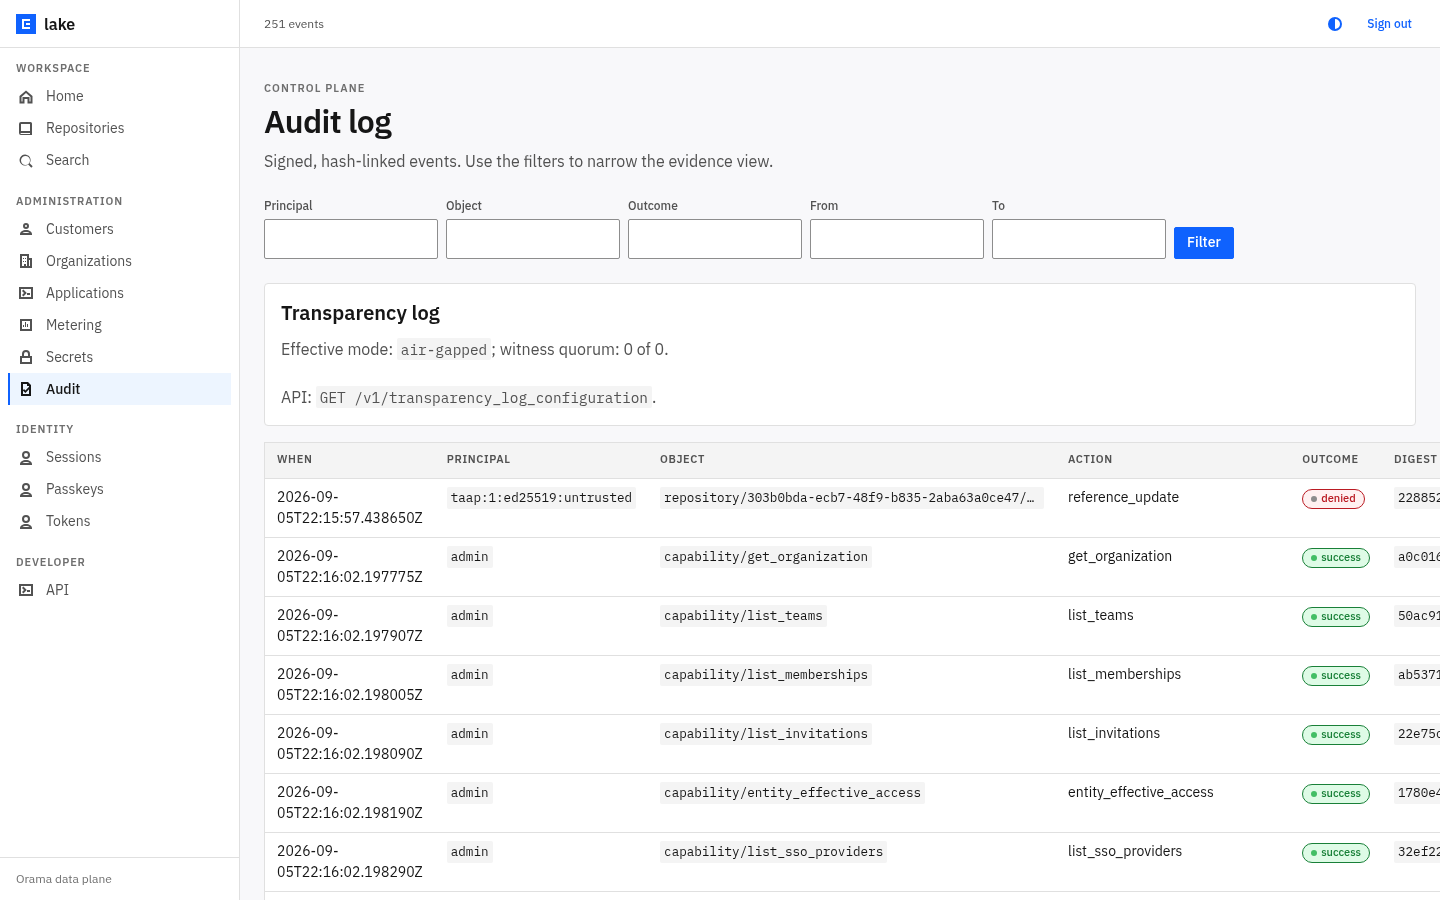 lake
251 events
Sign out
WORKSPACE
Home
Repositories
Search
ADMINISTRATION
Customers
Organizations
Applications
Metering
Secrets
Audit
IDENTITY
Sessions
Passkeys
Tokens
DEVELOPER
API
Orama data plane
CONTROL PLANE
Audit log
Signed, hash-linked events. Use the filters to narrow the evidence view.
Principal Object Outcome From To
Filter
Transparency log
Effective mode: air-gapped; witness quorum: 0 of 0.
API: GET /v1/transparency_log_configuration.
WHEN PRINCIPAL OBJECT ACTION OUTCOME DIGEST
2026-09-05T22:15:57.438650Z taap:1:ed25519:untrusted repository/303b0bda-ecb7-48f9-b835-2aba63a0ce47/… reference_update denied 228852
2026-09-05T22:16:02.197775Z admin capability/get_organization get_organization success a0c016
2026-09-05T22:16:02.197907Z admin capability/list_teams list_teams success 50ac91
2026-09-05T22:16:02.198005Z admin capability/list_memberships list_memberships success ab5371
2026-09-05T22:16:02.198090Z admin capability/list_invitations list_invitations success 22e75c
2026-09-05T22:16:02.198190Z admin capability/entity_effective_access entity_effective_access success 1780e4
2026-09-05T22:16:02.198290Z admin capability/list_sso_providers list_sso_providers success 32ef22